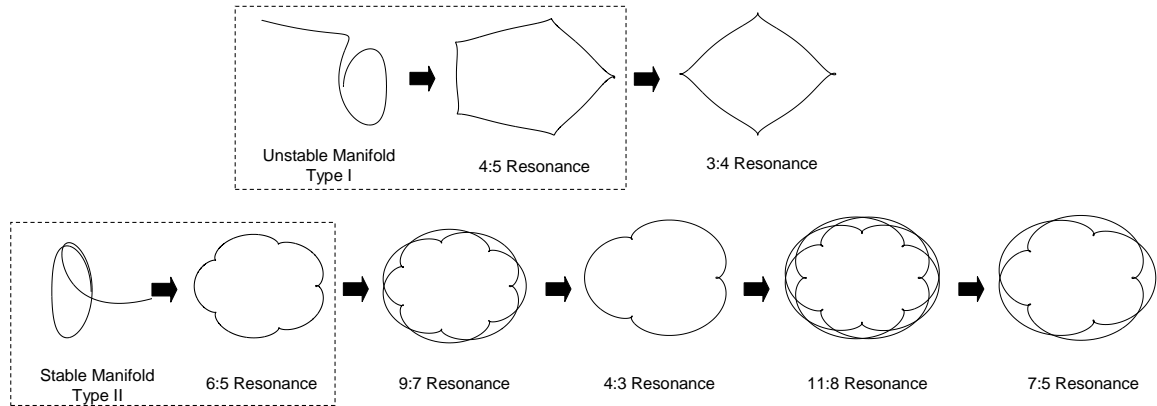 Unstable Manifold
Type I
4:5 Resonance
3:4 Resonance
Stable Manifold
Type II
6:5 Resonance
9:7 Resonance
4:3 Resonance
11:8 Resonance
7:5 Resonance